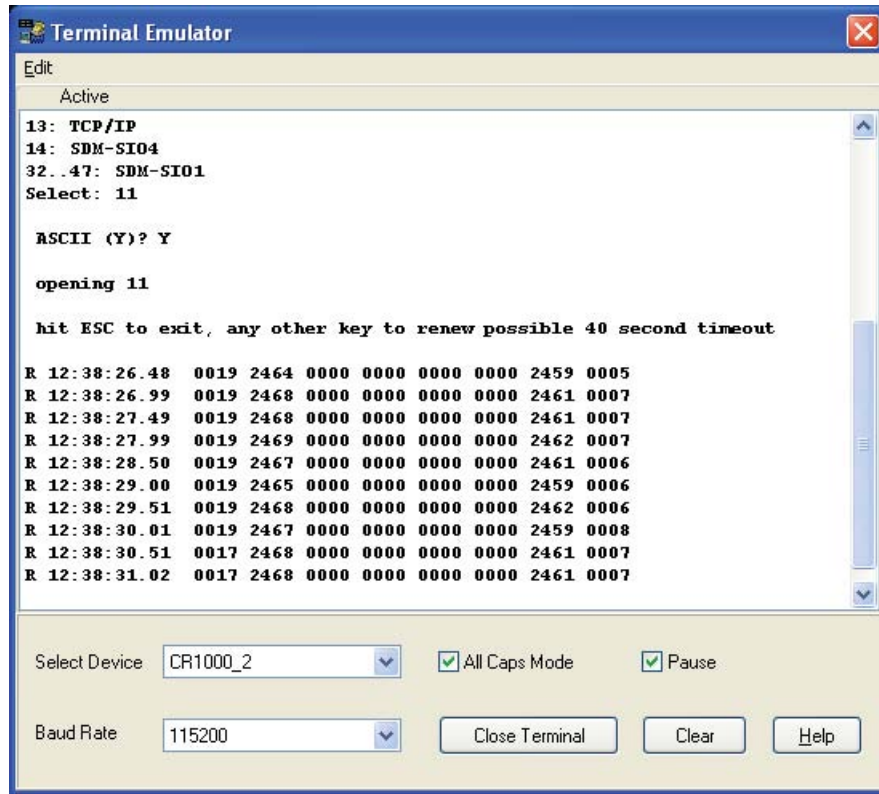 Terminal Emulator
Edit
Active
13: TCP/IP
14: SDM-SIO4
32..47: SDM-SIO1
Select: 11
ASCII (Y)? Y
opening 11
hit ESC to exit, any other key to renew possible 40 second timeout
R 12:38:26.48  0019 2464 0000 0000 0000 0000 2459 0005
R 12:38:26.99  0019 2468 0000 0000 0000 0000 2461 0007
R 12:38:27.49  0019 2468 0000 0000 0000 0000 2461 0007
R 12:38:27.99  0019 2469 0000 0000 0000 0000 2462 0007
R 12:38:28.50  0019 2467 0000 0000 0000 0000 2461 0006
R 12:38:29.00  0019 2465 0000 0000 0000 0000 2459 0006
R 12:38:29.51  0019 2468 0000 0000 0000 0000 2462 0006
R 12:38:30.01  0019 2467 0000 0000 0000 0000 2459 0008
R 12:38:30.51  0017 2468 0000 0000 0000 0000 2461 0007
R 12:38:31.02  0017 2468 0000 0000 0000 0000 2461 0007
Select Device CR1000_2 All Caps Mode Pause
Baud Rate 115200 Close Terminal Clear Help